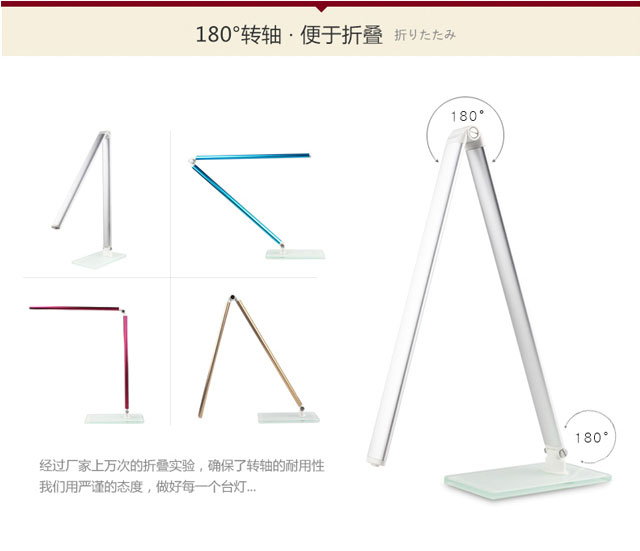 180°转轴·便于折叠 折りたたみ
180°
180°
经过厂家上万次的折叠实验，确保了转轴的耐用性
我们用严谨的态度，做好每一个台灯...